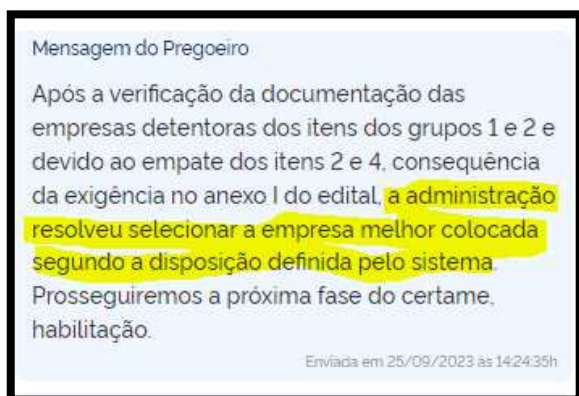 Mensagem do Pregoeiro
Após a verificação da documentação das
empresas detentoras dos itens dos grupos 1 e 2 e
devido ao empate dos itens 2 e 4, consequência
da exigência no anexo I do edital, a administração
resolveu selecionar a empresa melhor colocada
segundo a disposição definida pelo sistema.
Prosseguiremos a próxima fase do certame,
habilitação.
Enviada em 25/09/2023 às 14:24:35h